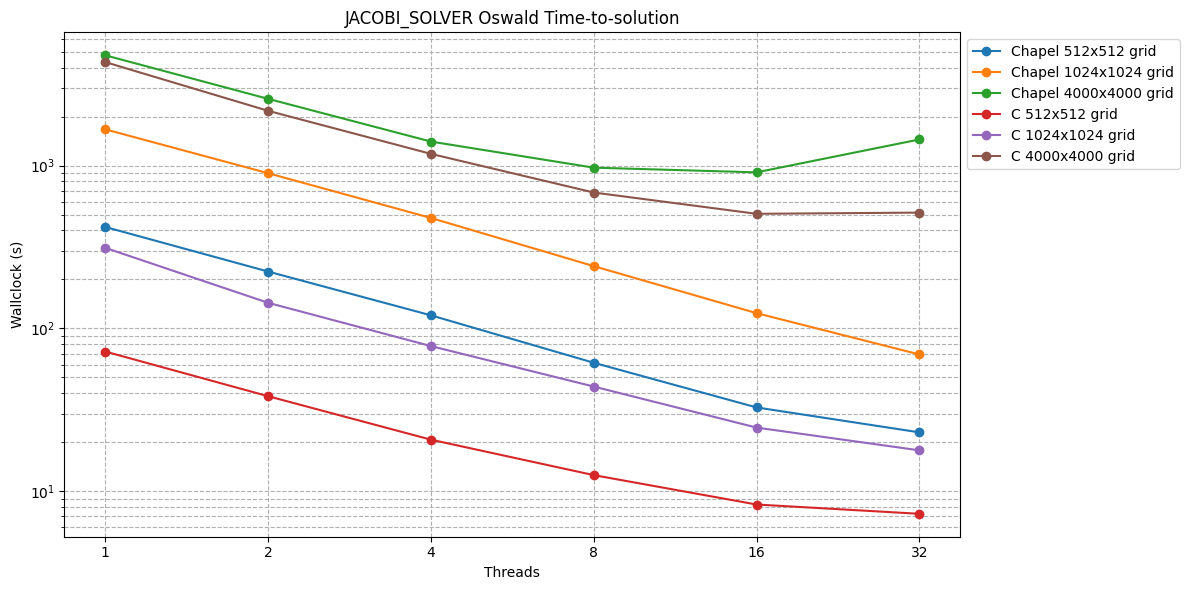 JACOBI_SOLVER Oswald Time-to-solution
Wallclock (s)
10³
10²
10¹
1 2 4 8 16 32
Threads
Chapel 512x512 grid
Chapel 1024x1024 grid
Chapel 4000x4000 grid
C 512x512 grid
C 1024x1024 grid
C 4000x4000 grid